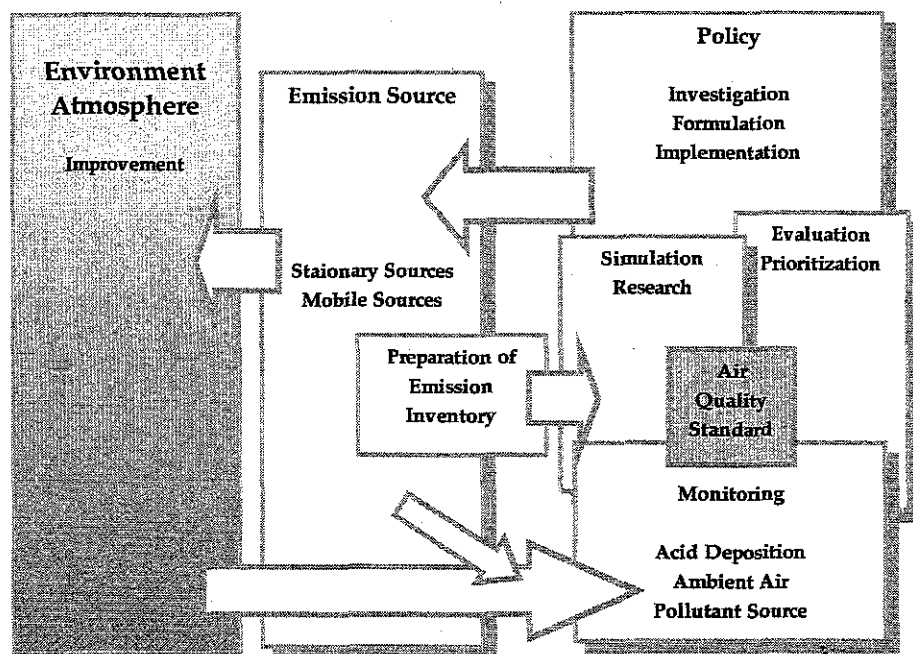 Environment
Atmosphere
Improvement
Emission Source
Staionary Sources
Mobile Sources
Preparation of
Emission
Inventory
Policy
Investigation
Formulation
Implementation
Simulation
Research
Evaluation
Prioritization
Air
Quality
Standard
Monitoring
Acid Deposition
Ambient Air
Pollutant Source